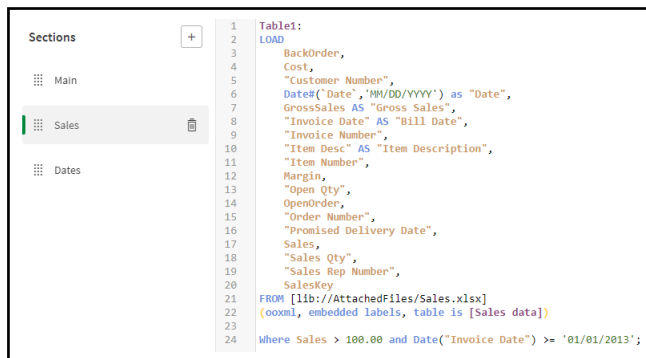 Sections
+
Main
Sales
Dates
1 Table1:
2 LOAD
3 BackOrder,
4 Cost,
5 "Customer Number",
6 Date#(`Date`,'MM/DD/YYYY') as "Date",
7 GrossSales AS "Gross Sales",
8 "Invoice Date" AS "Bill Date",
9 "Invoice Number",
10 "Item Desc" AS "Item Description",
11 "Item Number",
12 Margin,
13 "Open Qty",
14 OpenOrder,
15 "Order Number",
16 "Promised Delivery Date",
17 Sales,
18 "Sales Qty",
19 "Sales Rep Number",
20 SalesKey
21 FROM [lib://AttachedFiles/Sales.xlsx]
22 (ooxml, embedded labels, table is [Sales data])
23
24 Where Sales > 100.00 and Date("Invoice Date") >= '01/01/2013';